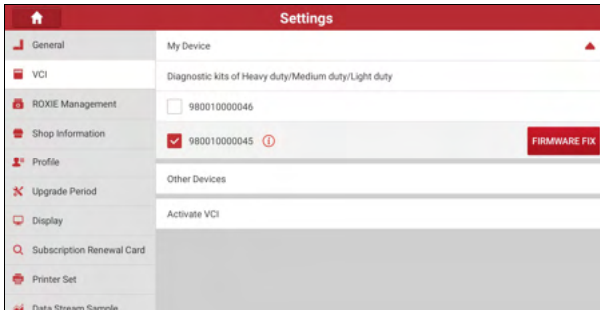 Settings
General
VCI
ROXIE Management
Shop Information
Profile
Upgrade Period
Display
Subscription Renewal Card
Printer Set
Data Stream Sample
My Device
Diagnostic kits of Heavy duty/Medium duty/Light duty
980010000046
980010000045
FIRMWARE FIX
Other Devices
Activate VCI